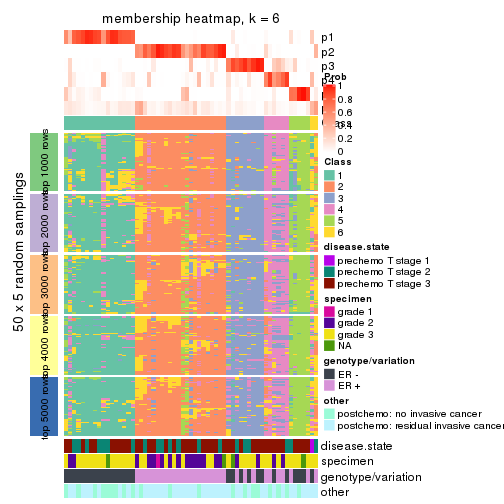 membership heatmap, k = 6
p1
p2
p3
p4
Prob
1
0.8
0.6
0.4
0.2
0
Class
1
2
3
4
5
6
disease.state
prechemo T stage 1
prechemo T stage 2
prechemo T stage 3
specimen
grade 1
grade 2
grade 3
NA
genotype/variation
ER -
ER +
other
postchemo: no invasive cancer
postchemo: residual invasive cancer
50 x 5 random samplings
top 1000 rows
top 2000 rows
top 3000 rows
top 4000 rows
top 5000 rows
disease.state
specimen
genotype/variation
other